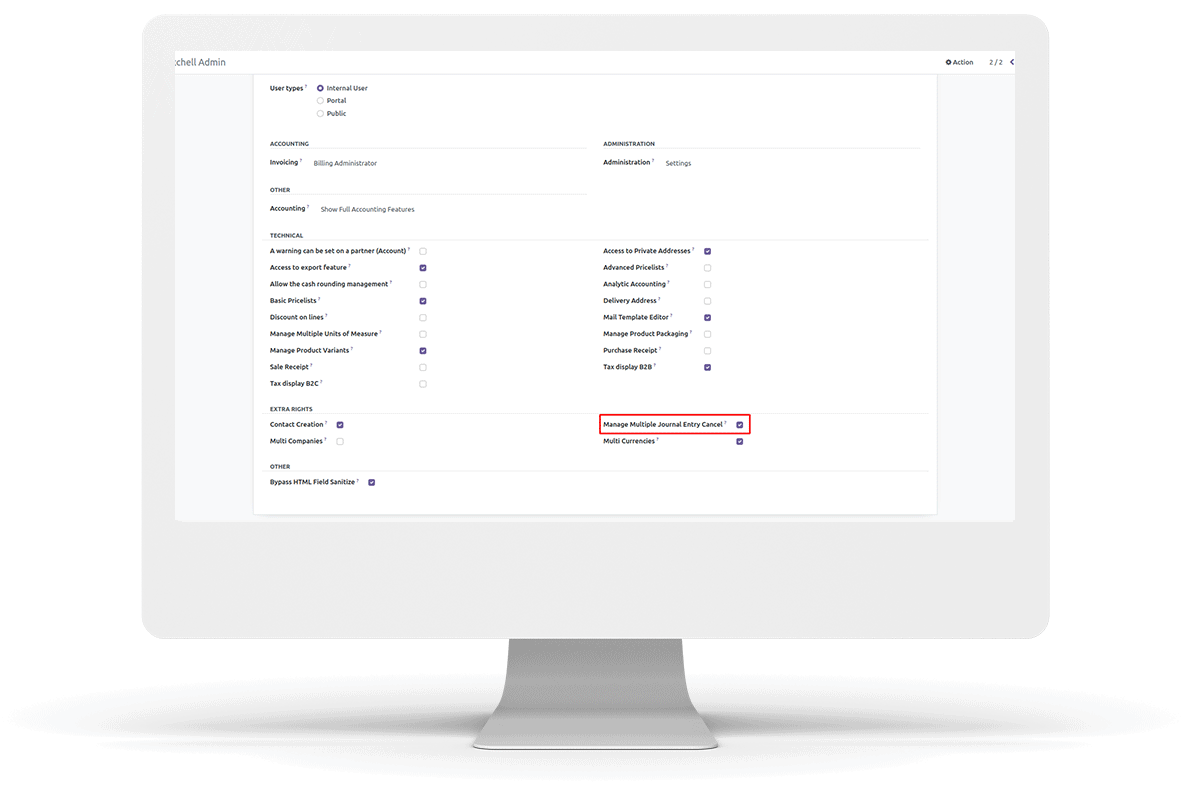 tchell Admin
Action 2 / 2
User types ? Internal User
Portal
Public
ACCOUNTING ADMINISTRATION
Invoicing ? Billing Administrator Administration ? Settings
OTHER
Accounting ? Show Full Accounting Features
TECHNICAL
A warning can be set on a partner (Account) ? Access to Private Addresses ?
Access to export feature ? Advanced Pricelists ?
Allow the cash rounding management ? Analytic Accounting ?
Basic Pricelists ? Delivery Address ?
Discount on lines ? Mail Template Editor ?
Manage Multiple Units of Measure ? Manage Product Packaging ?
Manage Product Variants ? Purchase Receipt ?
Sale Receipt ? Tax display B2B ?
Tax display B2C ?
EXTRA RIGHTS
Contact Creation ? Manage Multiple Journal Entry Cancel ?
Multi Companies ? Multi Currencies ?
OTHER
Bypass HTML Field Sanitize ?